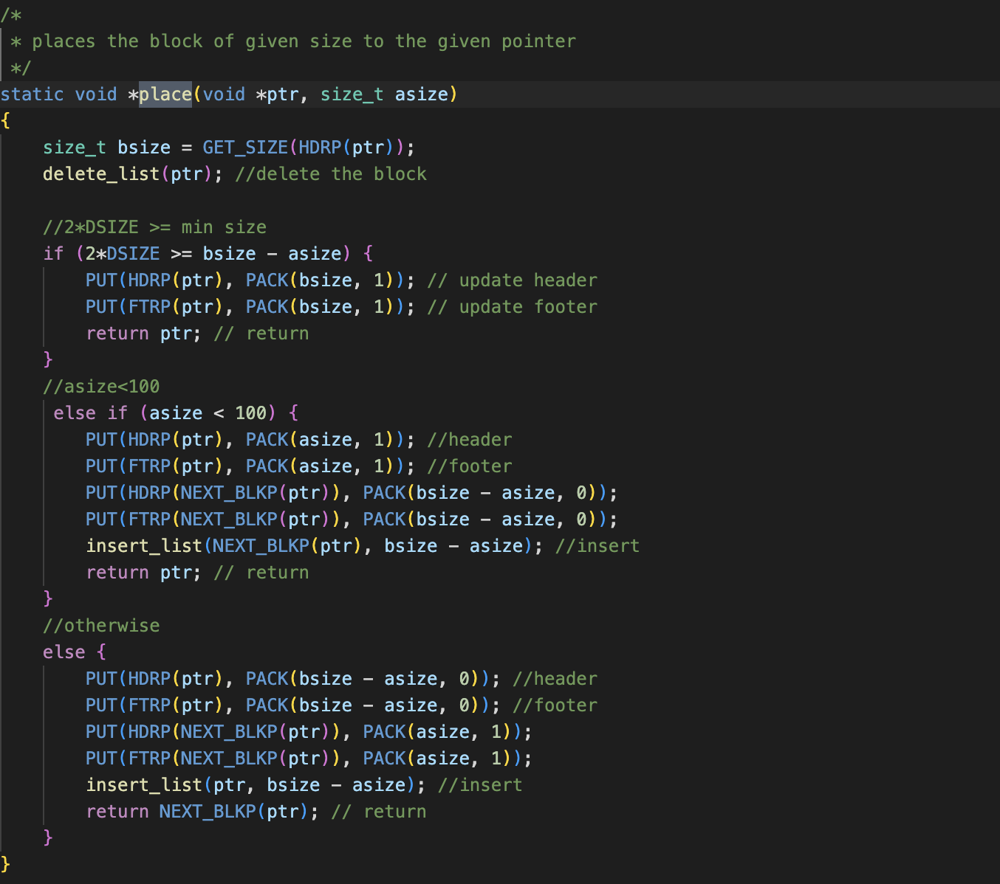 /*
 * places the block of given size to the given pointer
 */
static void *place(void *ptr, size_t asize)
{
    size_t bsize = GET_SIZE(HDRP(ptr));
    delete_list(ptr); //delete the block

    //2*DSIZE >= min size
    if (2*DSIZE >= bsize - asize) {
        PUT(HDRP(ptr), PACK(bsize, 1)); // update header
        PUT(FTRP(ptr), PACK(bsize, 1)); // update footer
        return ptr; // return
    }
    //asize<100
     else if (asize < 100) {
        PUT(HDRP(ptr), PACK(asize, 1)); //header
        PUT(FTRP(ptr), PACK(asize, 1)); //footer
        PUT(HDRP(NEXT_BLKP(ptr)), PACK(bsize - asize, 0));
        PUT(FTRP(NEXT_BLKP(ptr)), PACK(bsize - asize, 0));
        insert_list(NEXT_BLKP(ptr), bsize - asize); //insert
        return ptr; // return
    }
    //otherwise
    else {
        PUT(HDRP(ptr), PACK(bsize - asize, 0)); //header
        PUT(FTRP(ptr), PACK(bsize - asize, 0)); //footer
        PUT(HDRP(NEXT_BLKP(ptr)), PACK(asize, 1));
        PUT(FTRP(NEXT_BLKP(ptr)), PACK(asize, 1));
        insert_list(ptr, bsize - asize); //insert
        return NEXT_BLKP(ptr); // return
    }
}